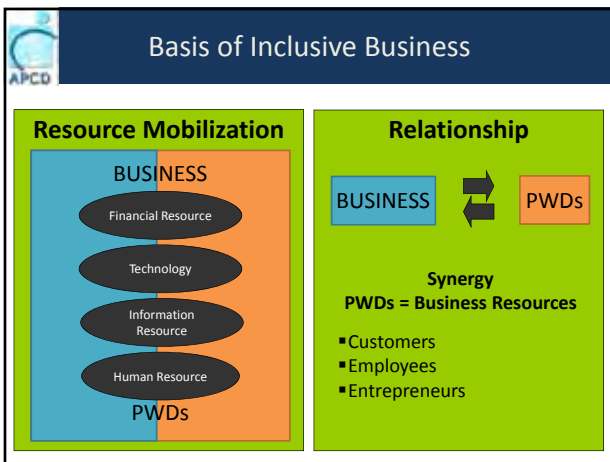 APCD
Basis of Inclusive Business
Resource Mobilization
BUSINESS
Financial Resource
Technology
Information
Resource
Human Resource
PWDs
Relationship
BUSINESS
PWDs
Synergy
PWDs = Business Resources
▪Customers
▪Employees
▪Entrepreneurs